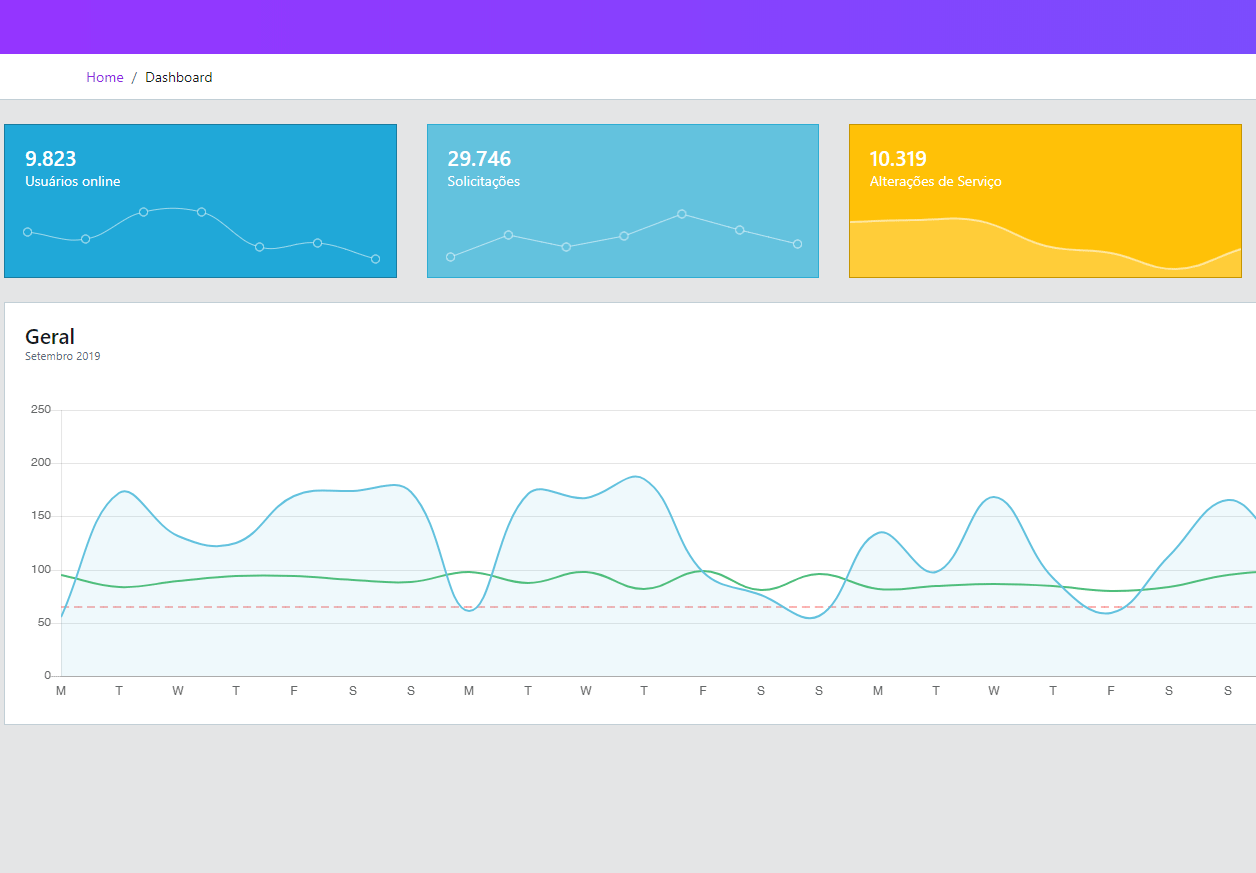 Home / Dashboard
9.823
Usuários online
29.746
Solicitações
10.319
Alterações de Serviço
Geral
Setembro 2019
250
200
150
100
50
0
M T W T F S S M T W T F S S M T W T F S S